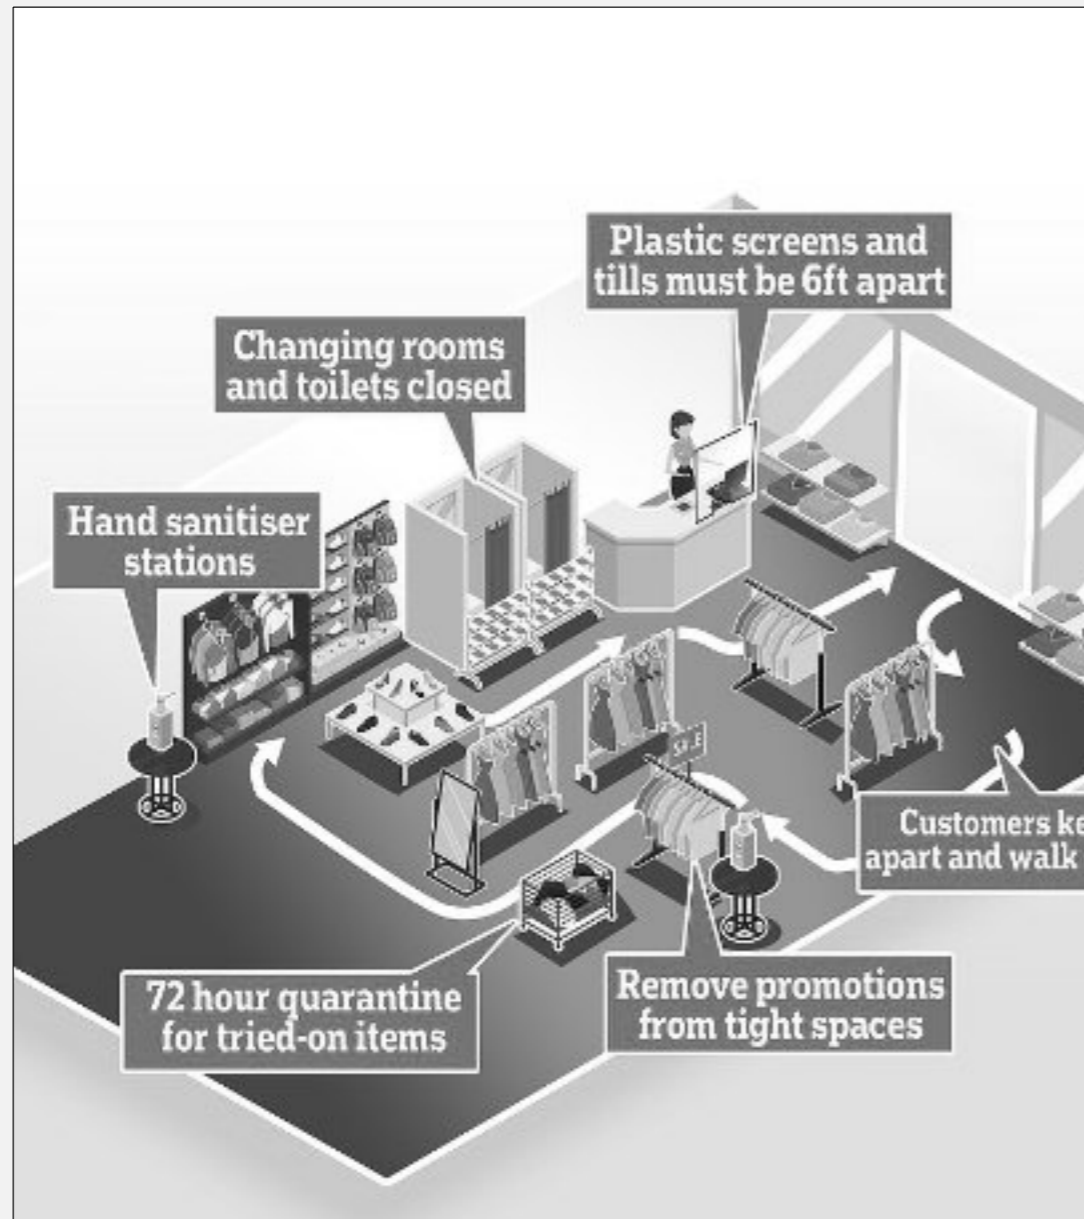 Plastic screens and
tills must be 6ft apart
Changing rooms
and toilets closed
Hand sanitiser
stations
SALE
Customers ke
apart and walk
72 hour quarantine
for tried-on items
Remove promotions
from tight spaces